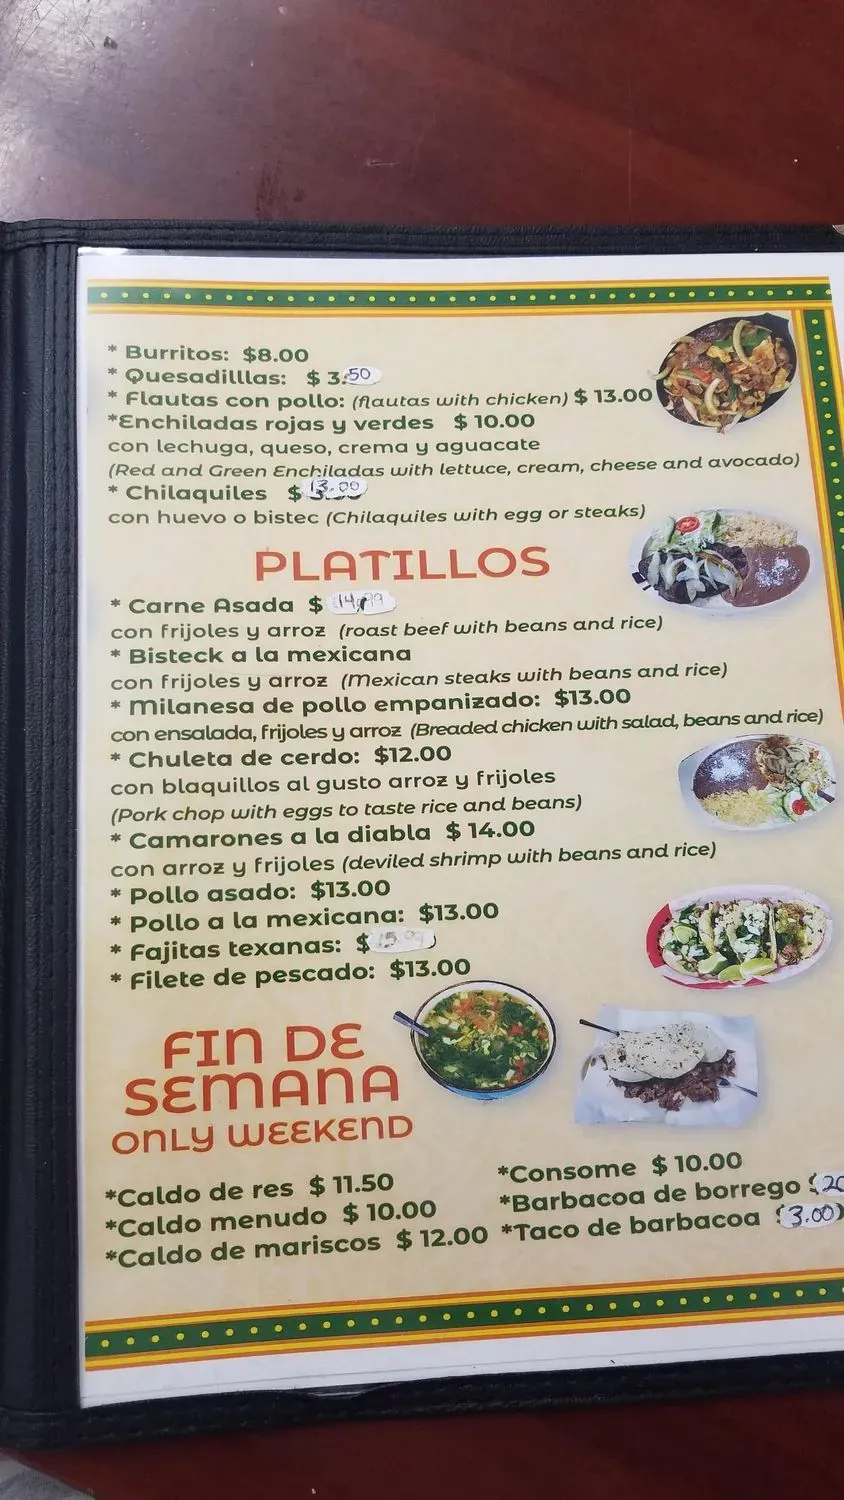 * Burritos: $8.00
* Quesadilllas: $ 3.50
* Flautas con pollo: (flautas with chicken) $ 13.00
*Enchiladas rojas y verdes $ 10.00
con lechuga, queso, crema y aguacate
(Red and Green Enchiladas with lettuce, cream, cheese and avocado)
* Chilaquiles $ 13.00
con huevo o bistec (Chilaquiles with egg or steaks)
PLATILLOS
* Carne Asada $ 14.99
con frijoles y arroz (roast beef with beans and rice)
* Bisteck a la mexicana
con frijoles y arroz (Mexican steaks with beans and rice)
* Milanesa de pollo empanizado: $13.00
con ensalada, frijoles y arroz (Breaded chicken with salad, beans and rice)
* Chuleta de cerdo: $12.00
con blaquillos al gusto arroz y frijoles
(Pork chop with eggs to taste rice and beans)
* Camarones a la diabla $ 14.00
con arroz y frijoles (deviled shrimp with beans and rice)
* Pollo asado: $13.00
* Pollo a la mexicana: $13.00
* Fajitas texanas: $ 15.99
* Filete de pescado: $13.00
FIN DE
SEMANA
ONLY WEEKEND
*Caldo de res $ 11.50
*Caldo menudo $ 10.00
*Caldo de mariscos $ 12.00
*Consome $ 10.00
*Barbacoa de borrego $20
*Taco de barbacoa $3.00